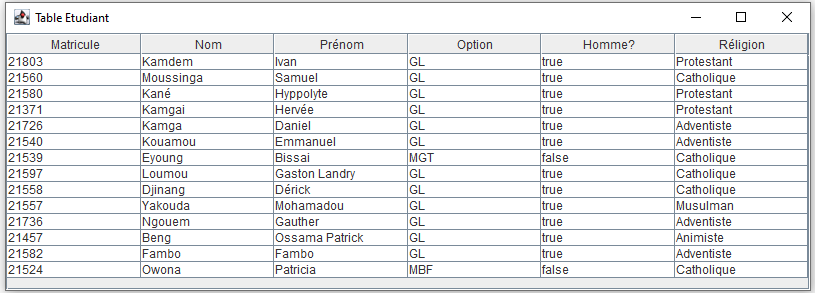 Table Etudiant
Matricule Nom Prénom Option Homme? Réligion
21803 Kamdem Ivan GL true Protestant
21560 Moussinga Samuel GL true Catholique
21580 Kané Hyppolyte GL true Protestant
21371 Kamgai Hervée GL true Protestant
21726 Kamga Daniel GL true Adventiste
21540 Kouamou Emmanuel GL true Adventiste
21539 Eyoung Bissai MGT false Catholique
21597 Loumou Gaston Landry GL true Catholique
21558 Djinang Dérick GL true Catholique
21557 Yakouda Mohamadou GL true Musulman
21736 Ngouem Gauther GL true Adventiste
21457 Beng Ossama Patrick GL true Animiste
21582 Fambo Fambo GL true Adventiste
21524 Owona Patricia MBF false Catholique